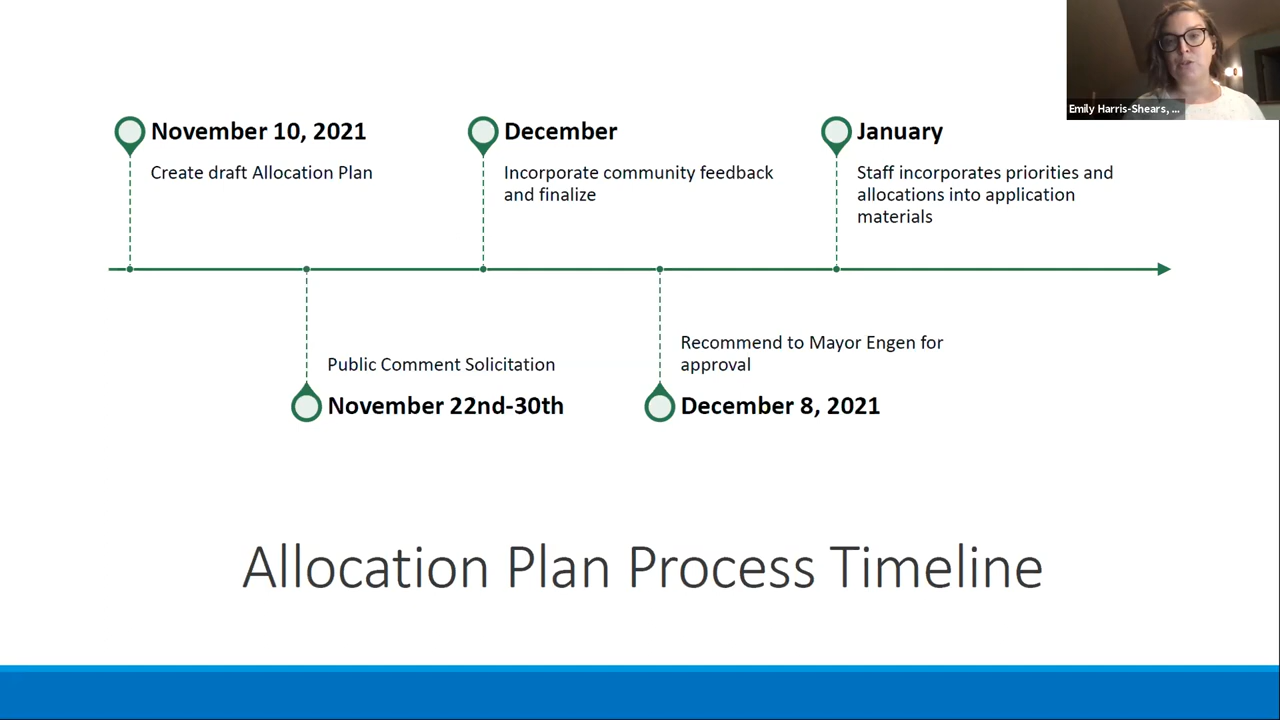 Emily Harris-Shears, ...
November 10, 2021
Create draft Allocation Plan
December
Incorporate community feedback
and finalize
January
Staff incorporates priorities and
allocations into application
materials
Public Comment Solicitation
November 22nd-30th
Recommend to Mayor Engen for
approval
December 8, 2021
Allocation Plan Process Timeline